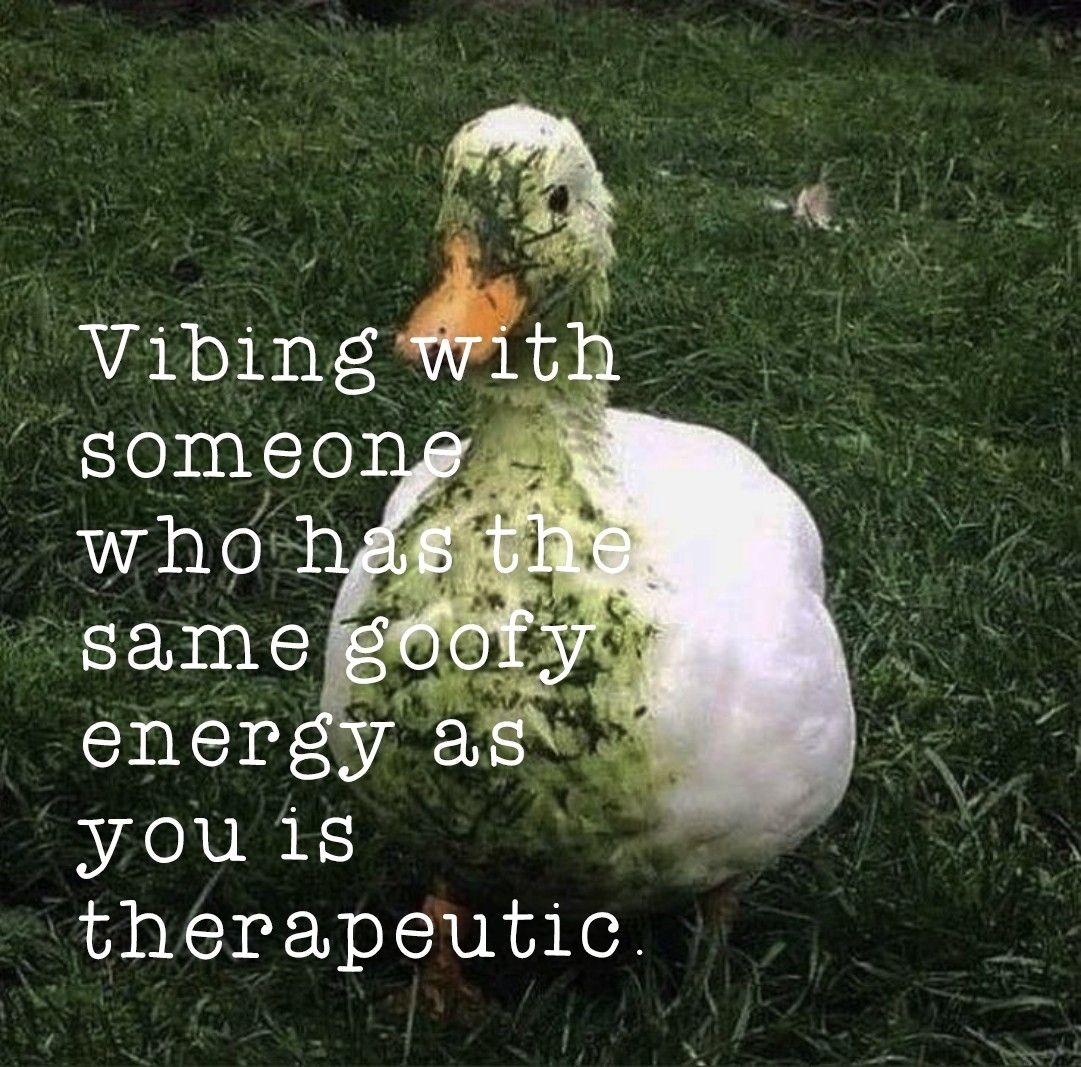 Vibing with
someone
who has the
same goofy
energy as
you is
therapeutic.